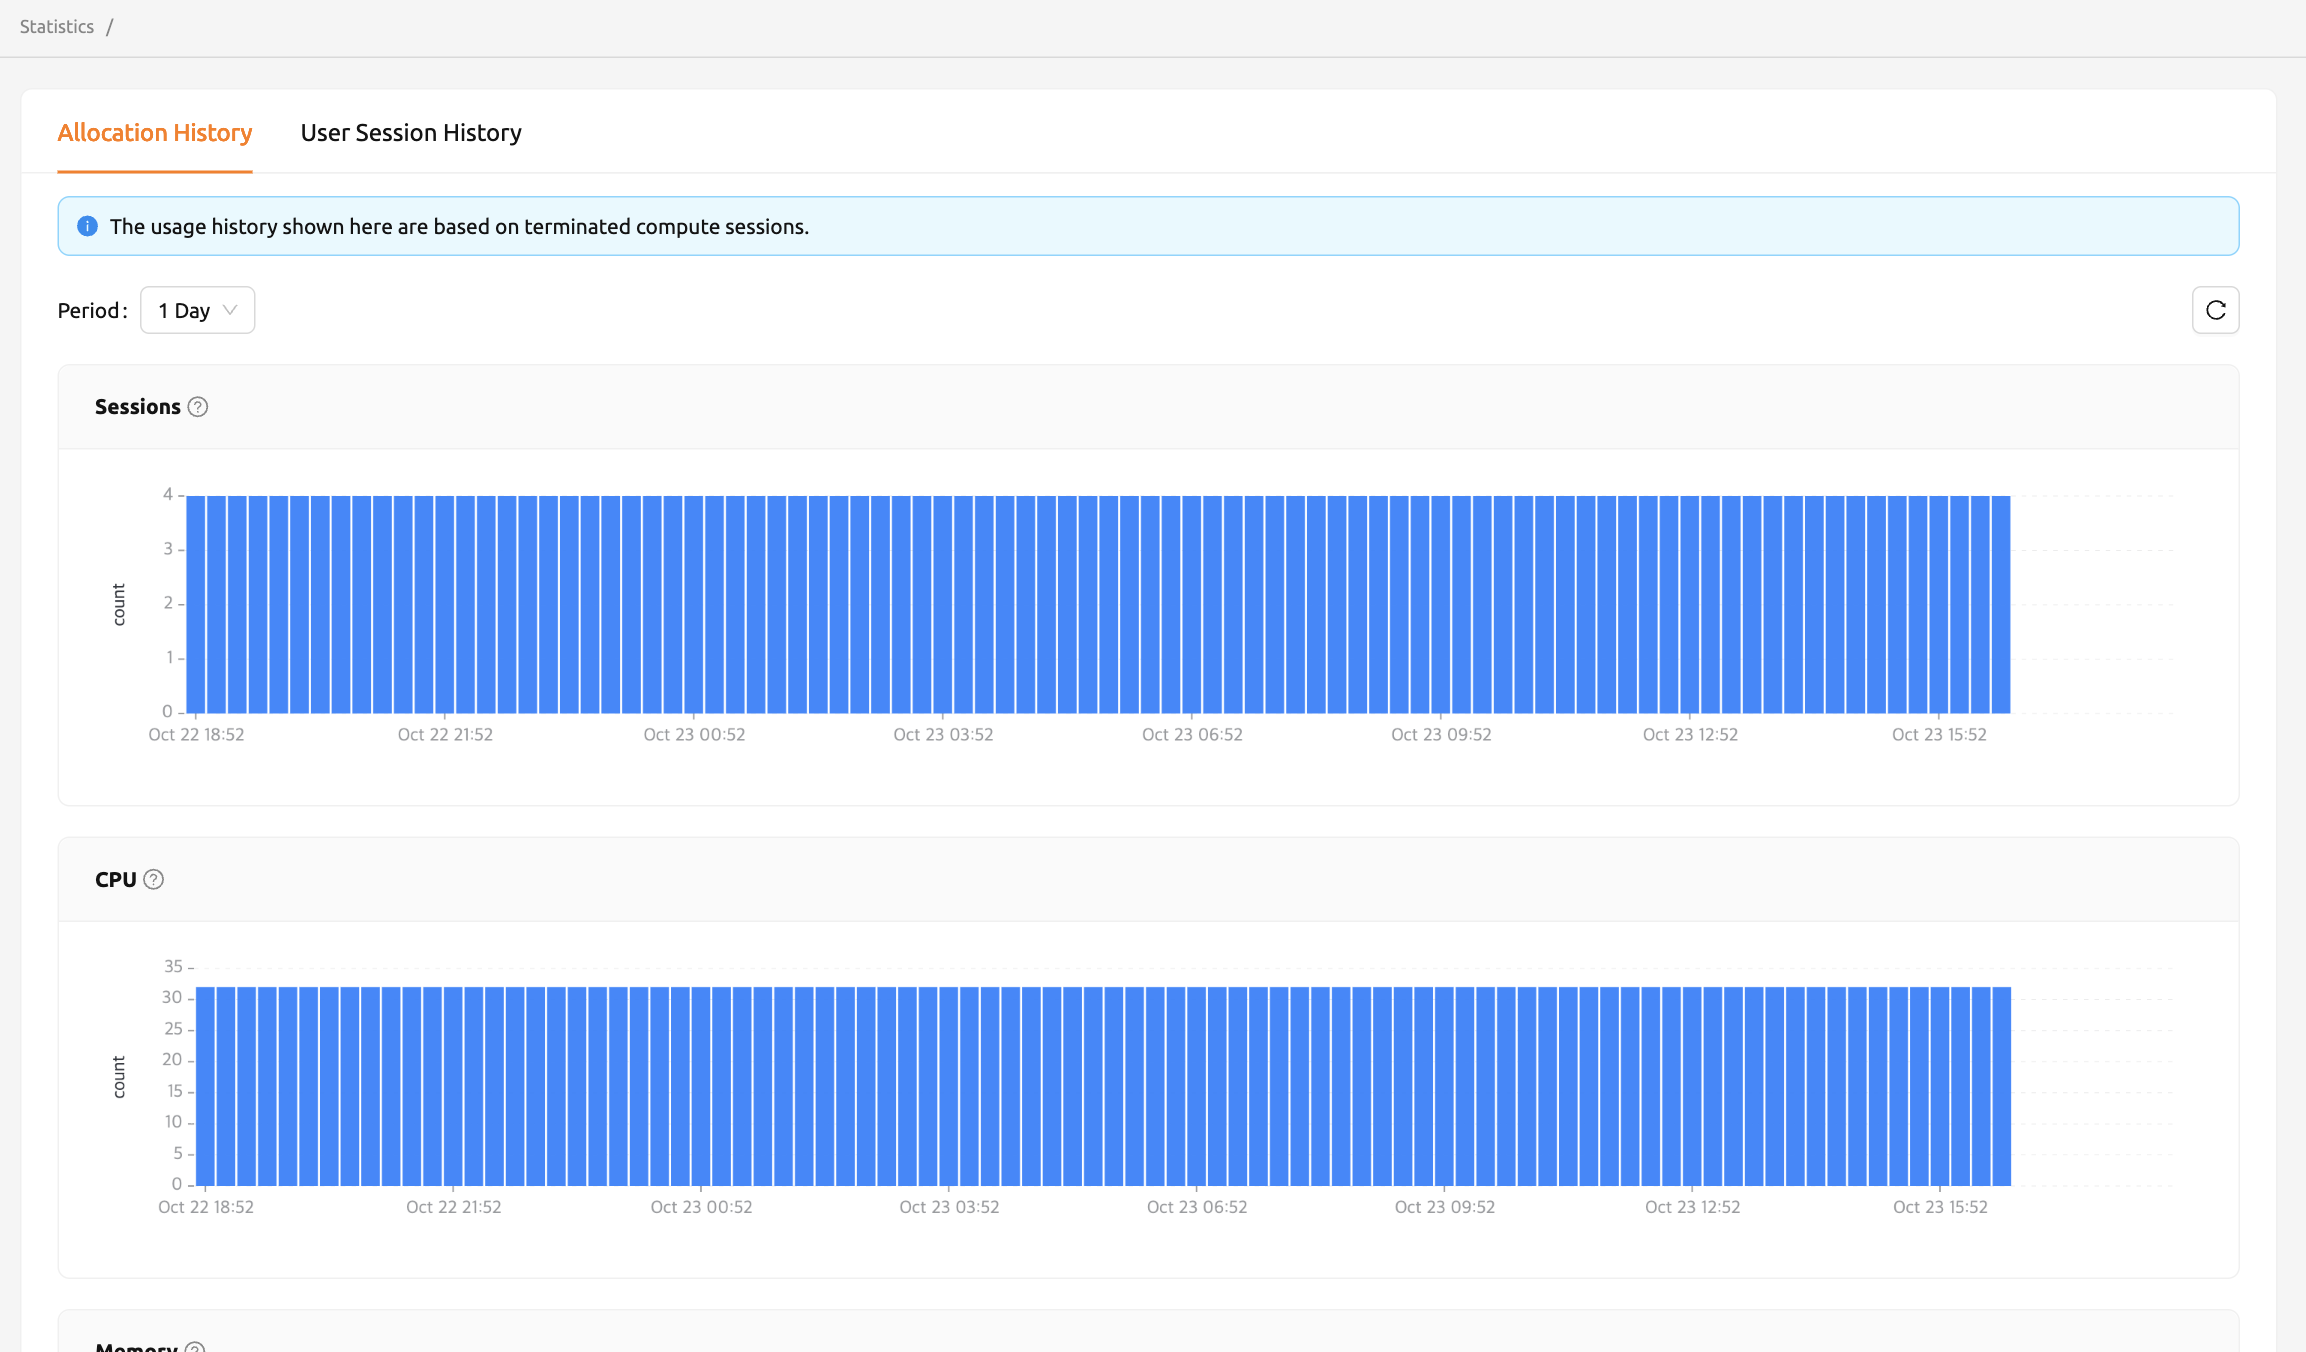 Statistics /
Allocation History User Session History
The usage history shown here are based on terminated compute sessions.
Period: 1 Day
Sessions
4
3
2
1
0
count
Oct 22 18:52 Oct 22 21:52 Oct 23 00:52 Oct 23 03:52 Oct 23 06:52 Oct 23 09:52 Oct 23 12:52 Oct 23 15:52
CPU
35
30
25
20
15
10
5
0
count
Oct 22 18:52 Oct 22 21:52 Oct 23 00:52 Oct 23 03:52 Oct 23 06:52 Oct 23 09:52 Oct 23 12:52 Oct 23 15:52
Memory